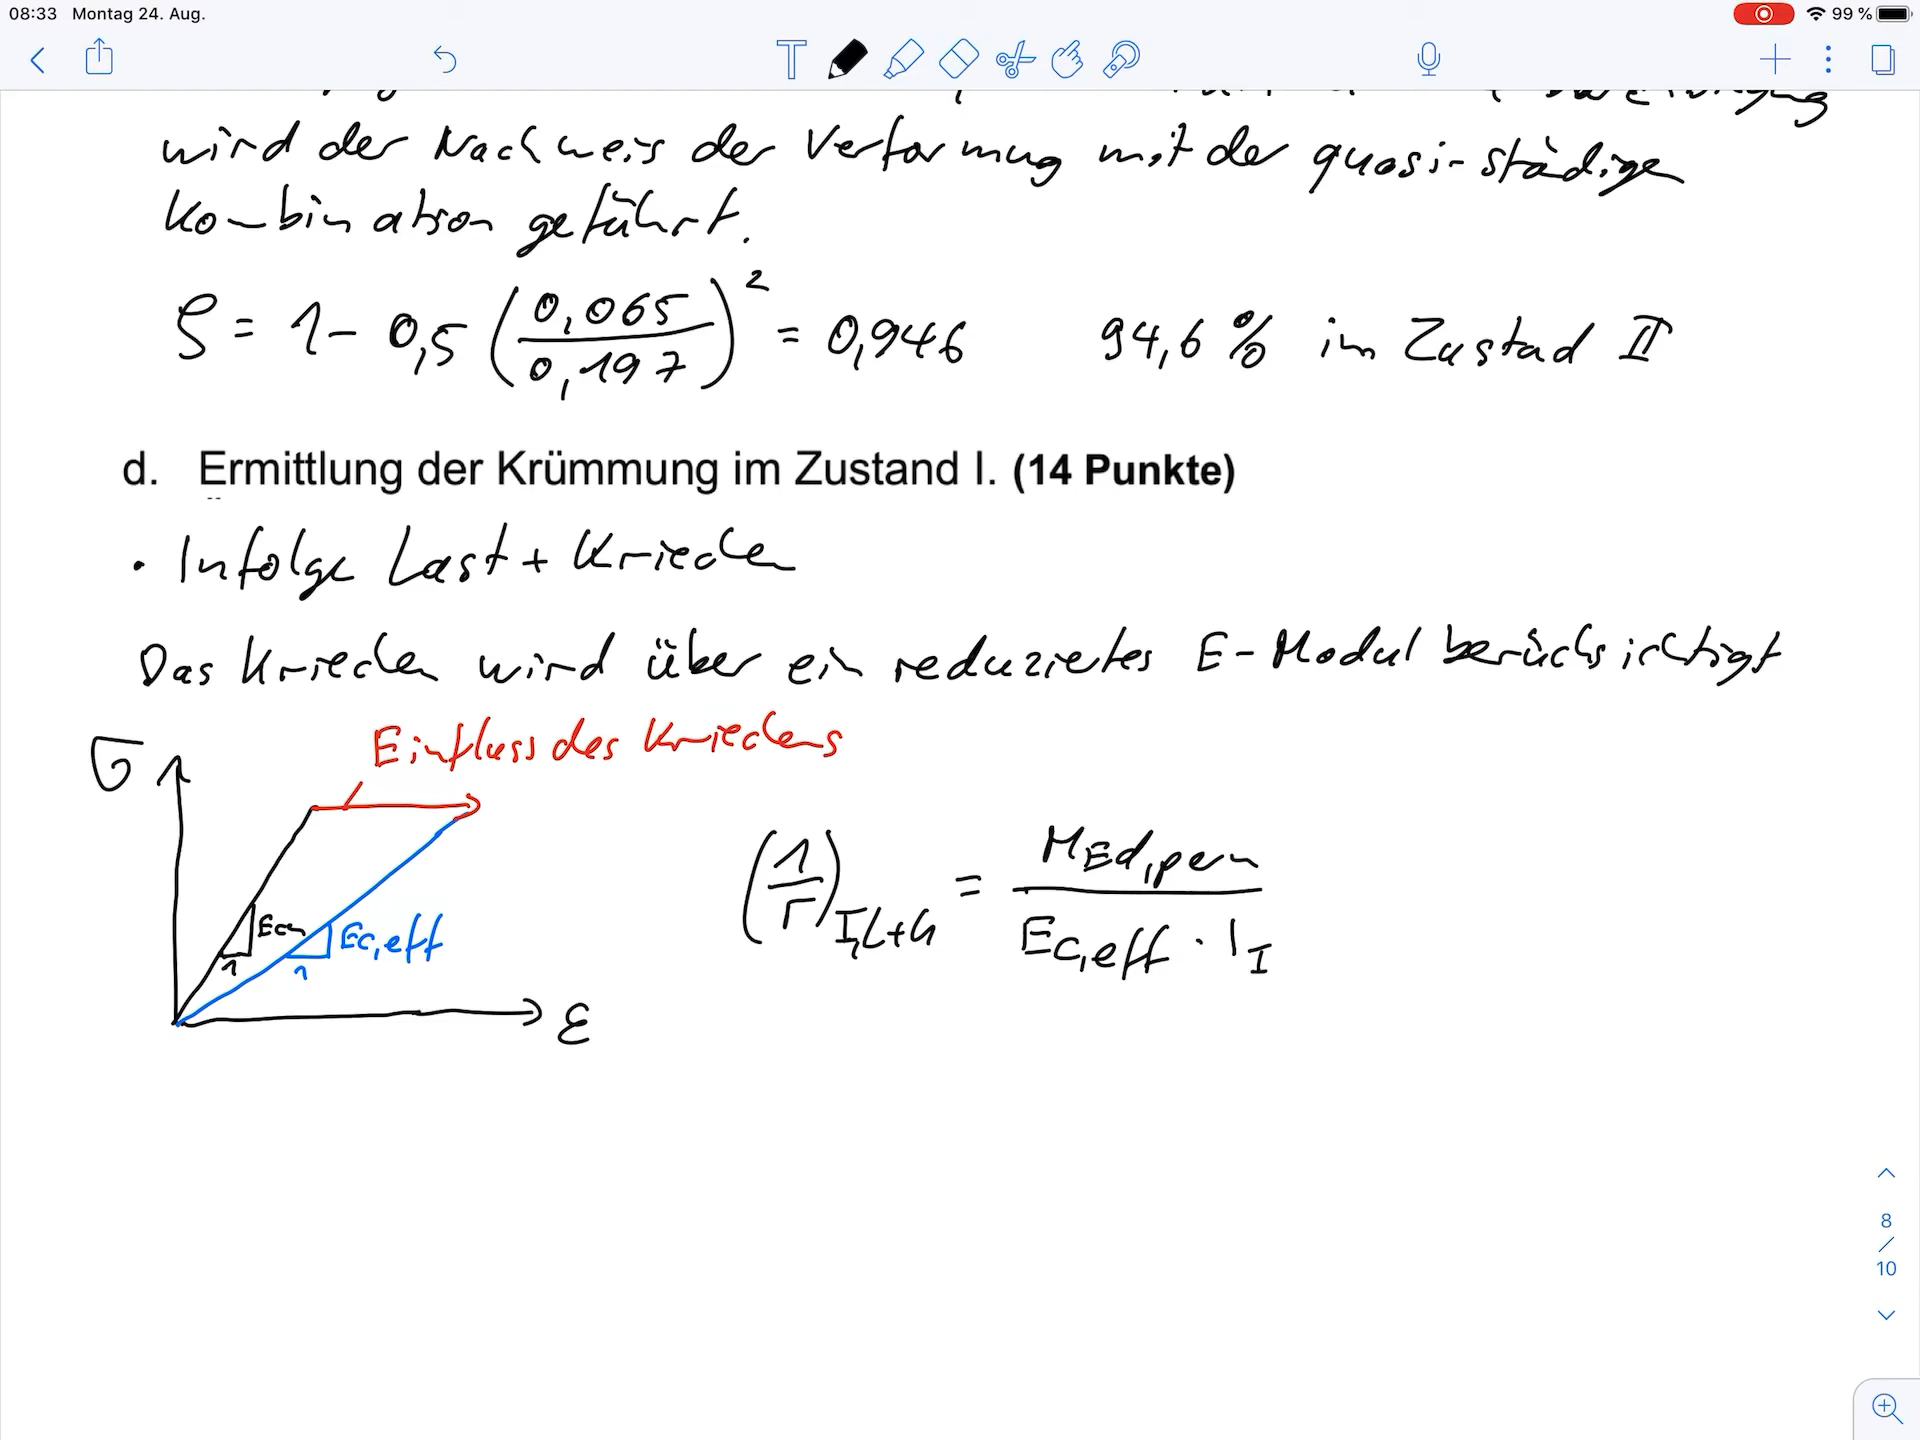 08:33 Montag 24. Aug.
99 %
wird der Nachweis der Verformung mit der quasi-städigen
Kombination geführt.
ζ = 1 - 0,5 (0,065 / 0,197)² = 0,946 94,6 % im Zustad II
d. Ermittlung der Krümmung im Zustand I. (14 Punkte)
• Infolge Last + Kriechen
Das Kriechen wird über ein reduziertes E-Modul berücksichtigt
Einfluss des Kriechens
σ
(1/r)I,L+K = MEd,perm / Ec,eff · II
Ecm
1
Ec,eff
1
ε
8
/
10